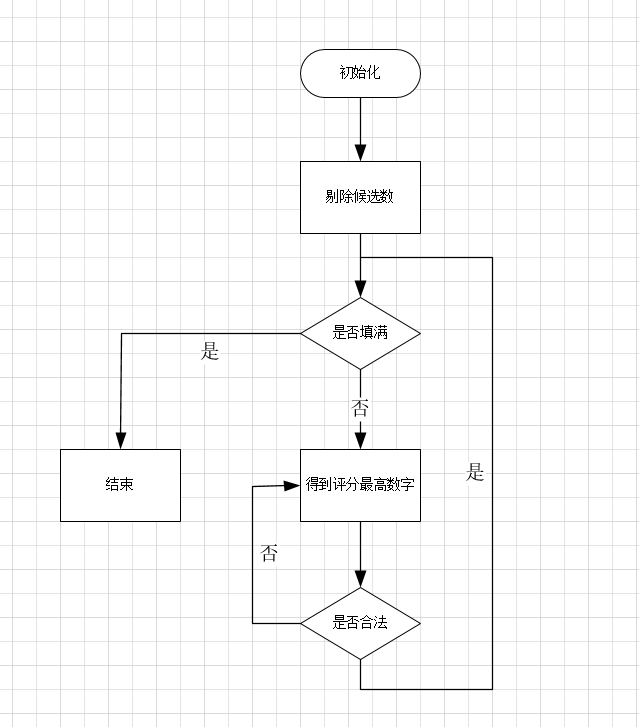 初始化
剔除候选数
是否填满
是
否
结束
得到评分最高数字
是
否
是否合法